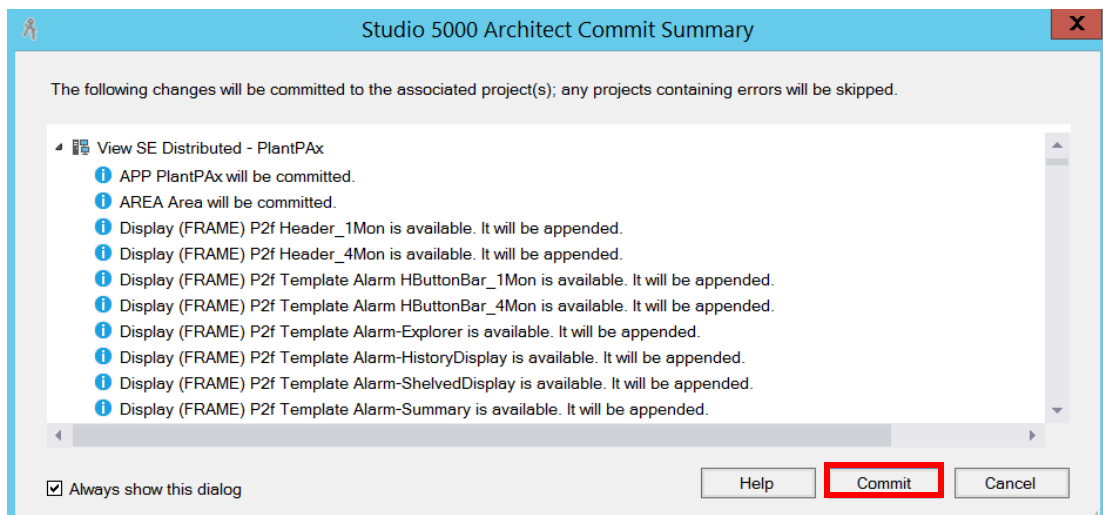 Studio 5000 Architect Commit Summary
X
The following changes will be committed to the associated project(s); any projects containing errors will be skipped.
View SE Distributed - PlantPAx
APP PlantPAx will be committed.
AREA Area will be committed.
Display (FRAME) P2f Header_1Mon is available. It will be appended.
Display (FRAME) P2f Header_4Mon is available. It will be appended.
Display (FRAME) P2f Template Alarm HButtonBar_1Mon is available. It will be appended.
Display (FRAME) P2f Template Alarm HButtonBar_4Mon is available. It will be appended.
Display (FRAME) P2f Template Alarm-Explorer is available. It will be appended.
Display (FRAME) P2f Template Alarm-HistoryDisplay is available. It will be appended.
Display (FRAME) P2f Template Alarm-ShelvedDisplay is available. It will be appended.
Display (FRAME) P2f Template Alarm-Summary is available. It will be appended.
Always show this dialog
Help
Commit
Cancel